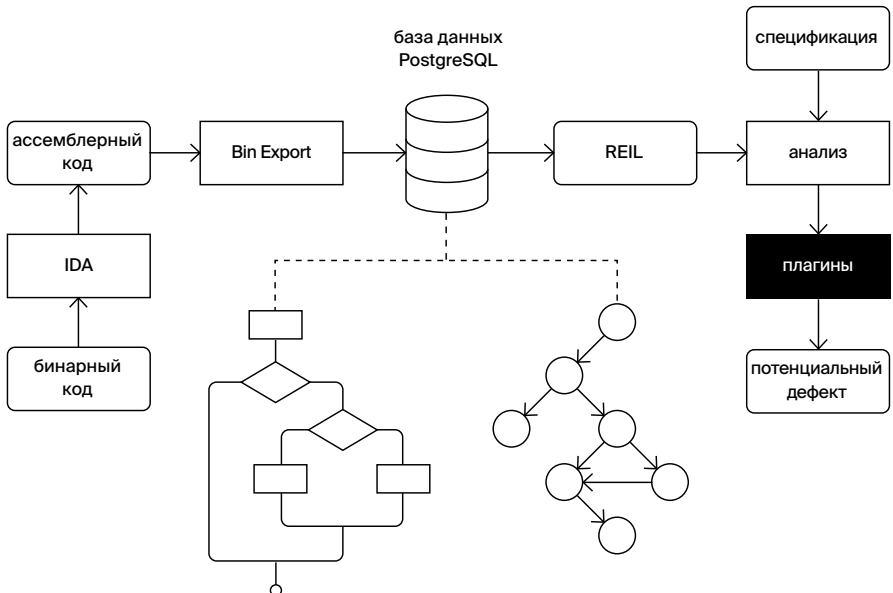 база данных
PostgreSQL
спецификация
ассемблерный
код
Bin Export
REIL
анализ
IDA
плагины
бинарный
код
потенциальный
дефект